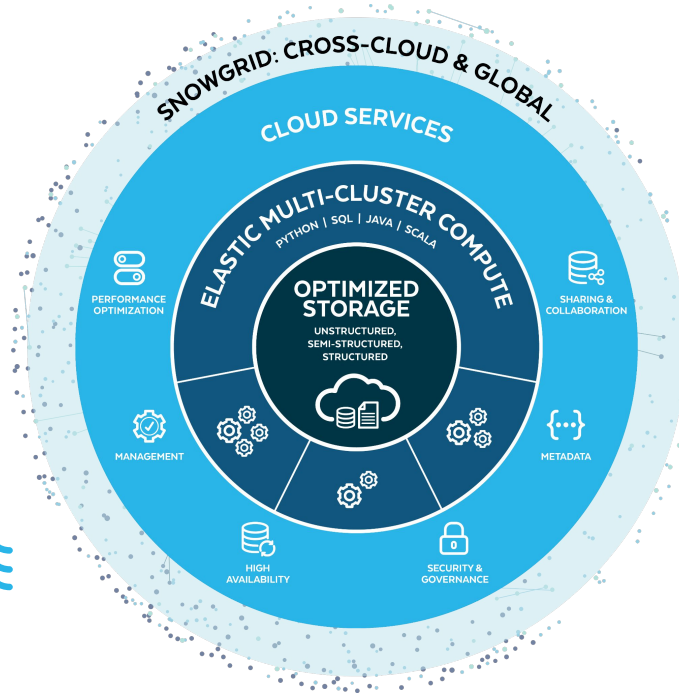 SNOWGRID: CROSS-CLOUD & GLOBAL
CLOUD SERVICES
ELASTIC MULTI-CLUSTER COMPUTE
PYTHON | SQL | JAVA | SCALA
OPTIMIZED
STORAGE
UNSTRUCTURED,
SEMI-STRUCTURED,
STRUCTURED
PERFORMANCE
OPTIMIZATION
SHARING &
COLLABORATION
MANAGEMENT
METADATA
HIGH
AVAILABILITY
SECURITY &
GOVERNANCE